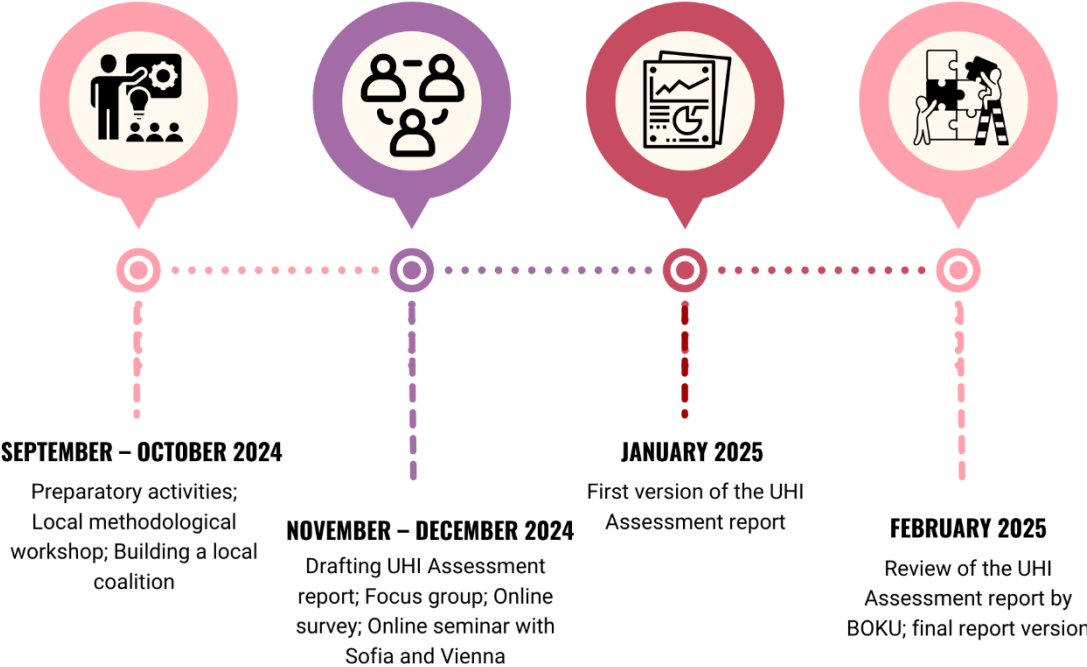 SEPTEMBER – OCTOBER 2024
Preparatory activities;
Local methodological
workshop; Building a local
coalition
NOVEMBER – DECEMBER 2024
Drafting UHI Assessment
report; Focus group; Online
survey; Online seminar with
Sofia and Vienna
JANUARY 2025
First version of the UHI
Assessment report
FEBRUARY 2025
Review of the UHI
Assessment report by
BOKU; final report version